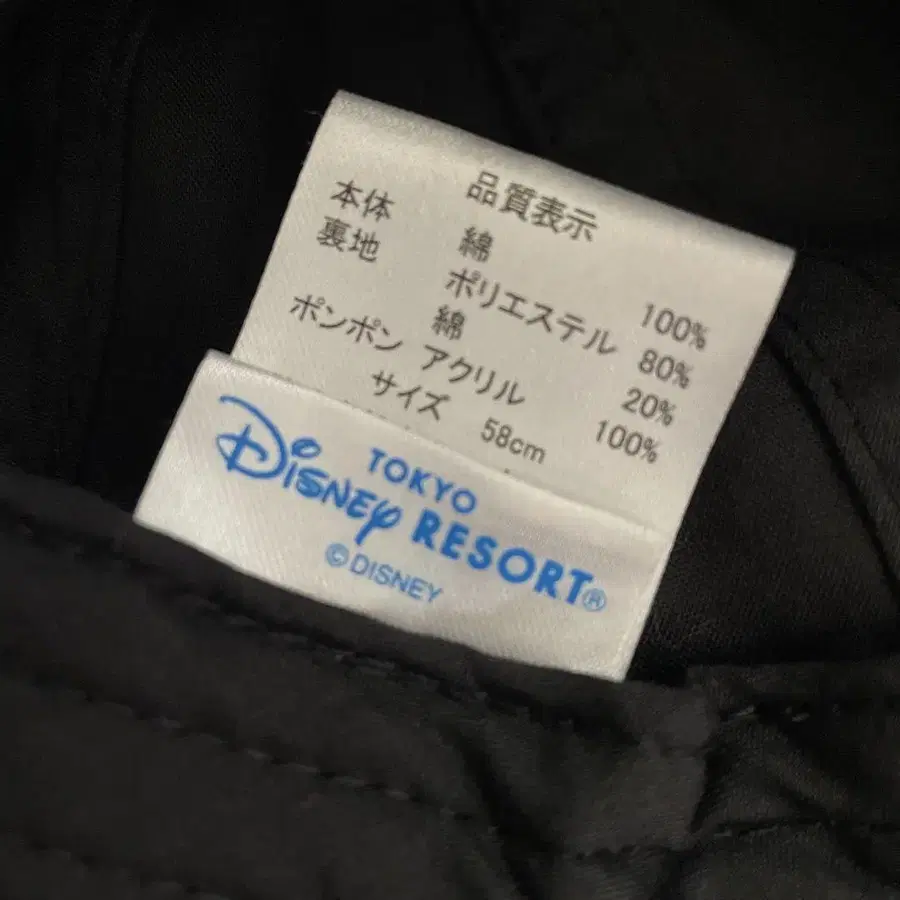 品質表示
本体 綿 100%
裏地 ポリエステル 80%
綿 20%
ポンポン アクリル 100%
サイズ 58cm
TOKYO
DISNEY RESORT®
©DISNEY